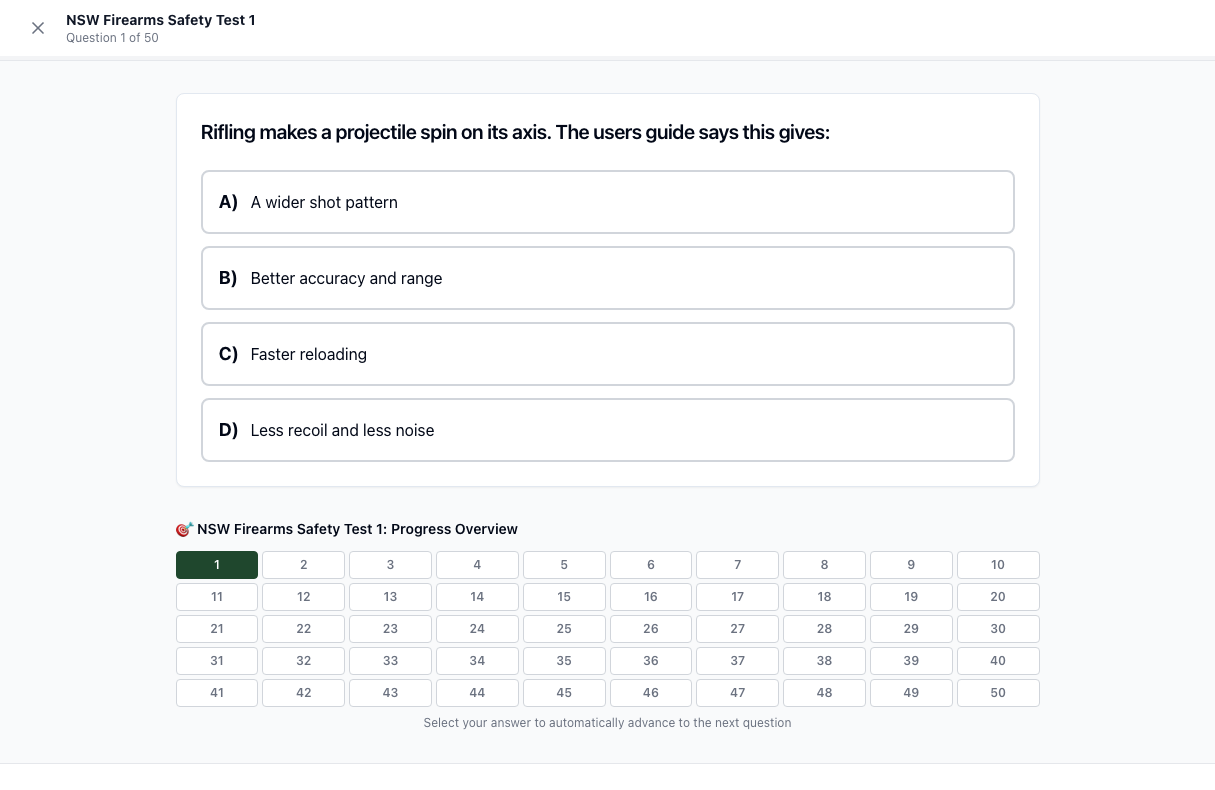 NSW Firearms Safety Test 1
Question 1 of 50
Rifling makes a projectile spin on its axis. The users guide says this gives:
A) A wider shot pattern
B) Better accuracy and range
C) Faster reloading
D) Less recoil and less noise
🎯 NSW Firearms Safety Test 1: Progress Overview
1 2 3 4 5 6 7 8 9 10
11 12 13 14 15 16 17 18 19 20
21 22 23 24 25 26 27 28 29 30
31 32 33 34 35 36 37 38 39 40
41 42 43 44 45 46 47 48 49 50
Select your answer to automatically advance to the next question